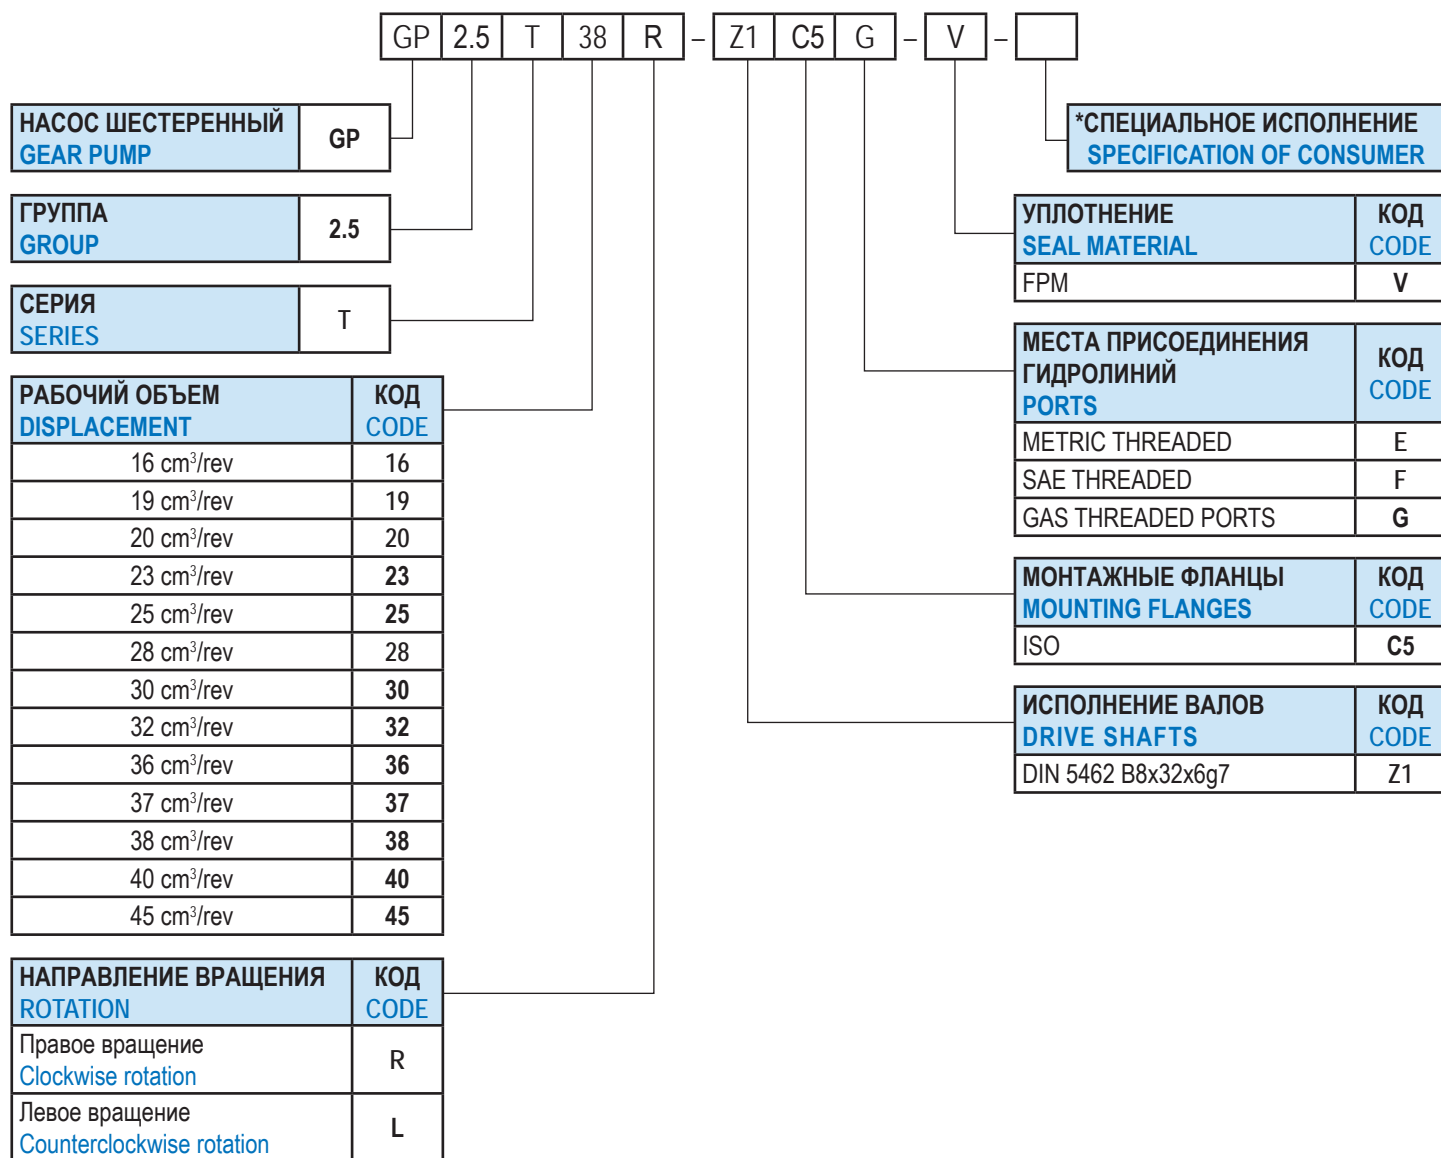 GP 2.5 T 38 R – Z1 C5 G – V –
НАСОС ШЕСТЕРЕННЫЙ
GEAR PUMP
GP
ГРУППА
GROUP
2.5
СЕРИЯ
SERIES
T
РАБОЧИЙ ОБЪЕМ КОД
DISPLACEMENT CODE
16 cm³/rev 16
19 cm³/rev 19
20 cm³/rev 20
23 cm³/rev 23
25 cm³/rev 25
28 cm³/rev 28
30 cm³/rev 30
32 cm³/rev 32
36 cm³/rev 36
37 cm³/rev 37
38 cm³/rev 38
40 cm³/rev 40
45 cm³/rev 45
НАПРАВЛЕНИЕ ВРАЩЕНИЯ КОД
ROTATION CODE
Правое вращение
Clockwise rotation
R
Левое вращение
Counterclockwise rotation
L
*СПЕЦИАЛЬНОЕ ИСПОЛНЕНИЕ
SPECIFICATION OF CONSUMER
УПЛОТНЕНИЕ КОД
SEAL MATERIAL CODE
FPM V
МЕСТА ПРИСОЕДИНЕНИЯ
ГИДРОЛИНИЙ
PORTS
КОД
CODE
METRIC THREADED E
SAE THREADED F
GAS THREADED PORTS G
МОНТАЖНЫЕ ФЛАНЦЫ КОД
MOUNTING FLANGES CODE
ISO C5
ИСПОЛНЕНИЕ ВАЛОВ КОД
DRIVE SHAFTS CODE
DIN 5462 B8x32x6g7 Z1